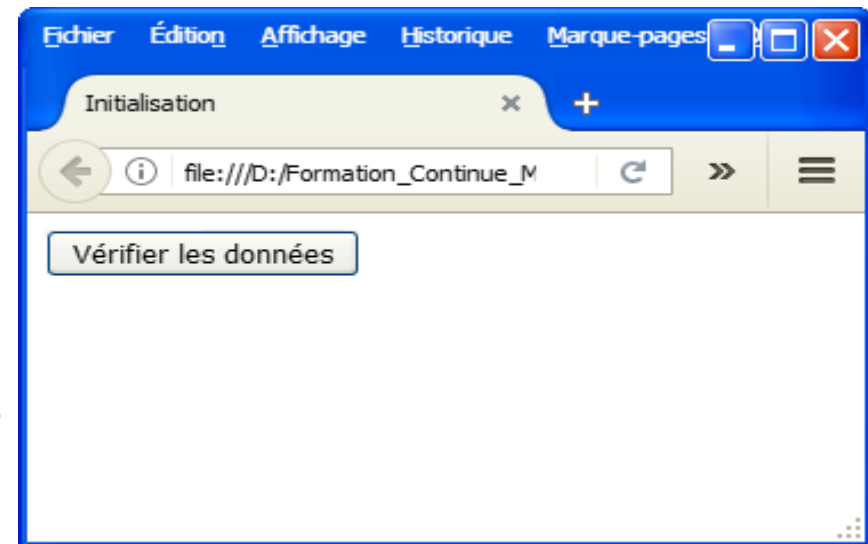 Fichier Édition Affichage Historique Marque-pages
Initialisation
file:///D:/Formation_Continue_M
Vérifier les données